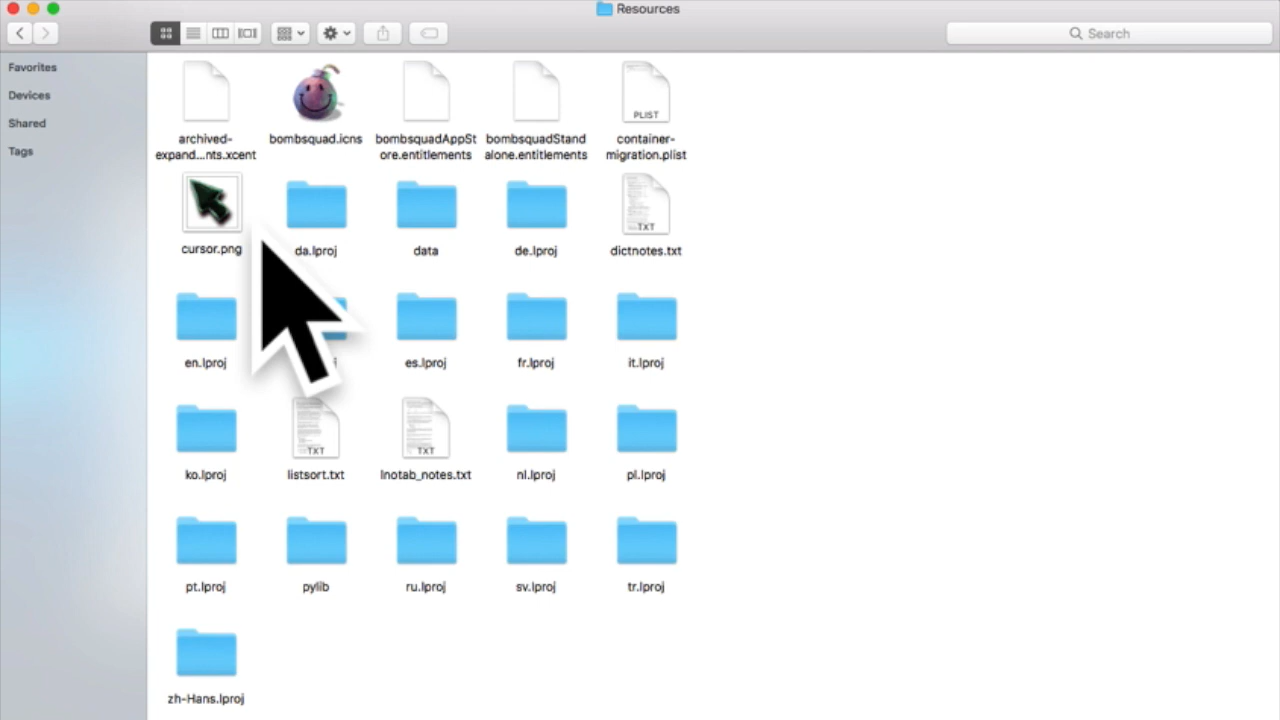 Resources
Search
Favorites
Devices
Shared
Tags
archived-
expand...nts.xcent
bombsquad.icns
bombsquadAppSt
ore.entitlements
bombsquadStand
alone.entitlements
PLIST
container-
migration.plist
cursor.png
da.lproj
data
de.lproj
TXT
dictnotes.txt
en.lproj
es.lproj
fr.lproj
it.lproj
ko.lproj
TXT
listsort.txt
TXT
lnotab_notes.txt
nl.lproj
pl.lproj
pt.lproj
pylib
ru.lproj
sv.lproj
tr.lproj
zh-Hans.lproj